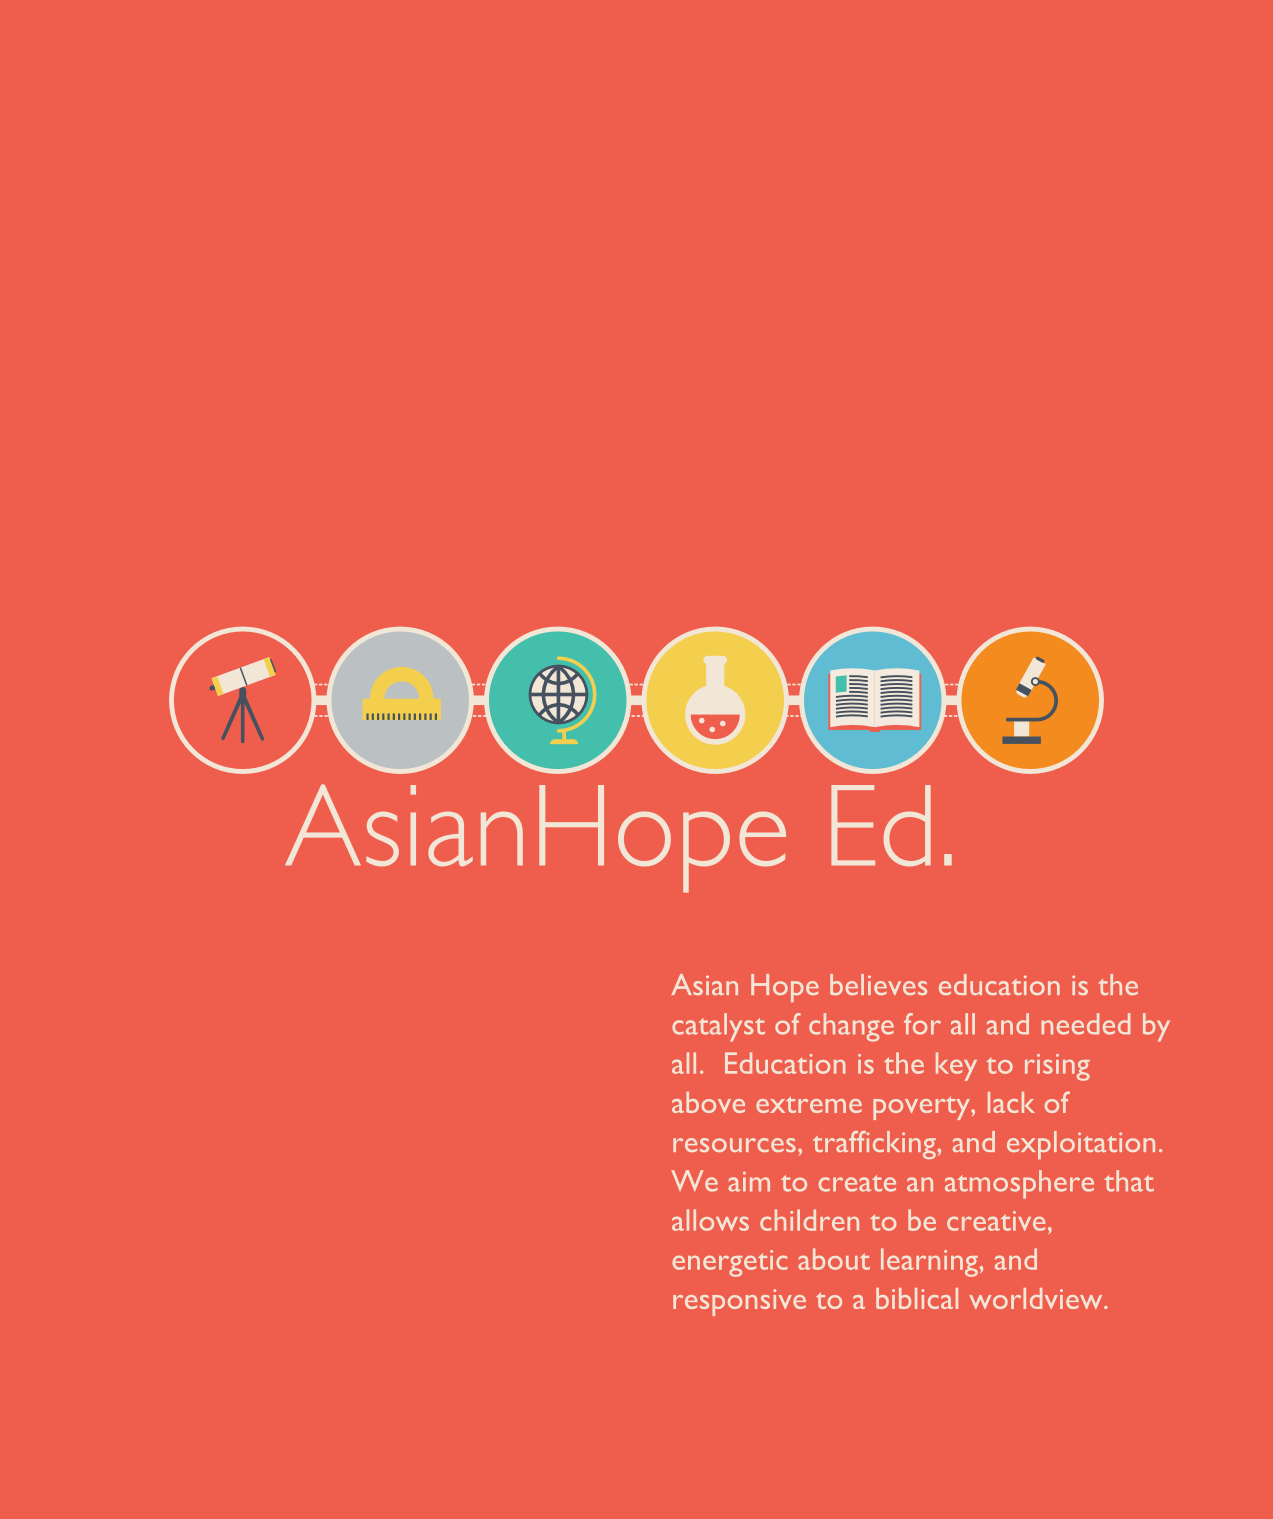 AsianHope Ed.
Asian Hope believes education is the
catalyst of change for all and needed by
all.  Education is the key to rising
above extreme poverty, lack of
resources, trafficking, and exploitation.
We aim to create an atmosphere that
allows children to be creative,
energetic about learning, and
responsive to a biblical worldview.